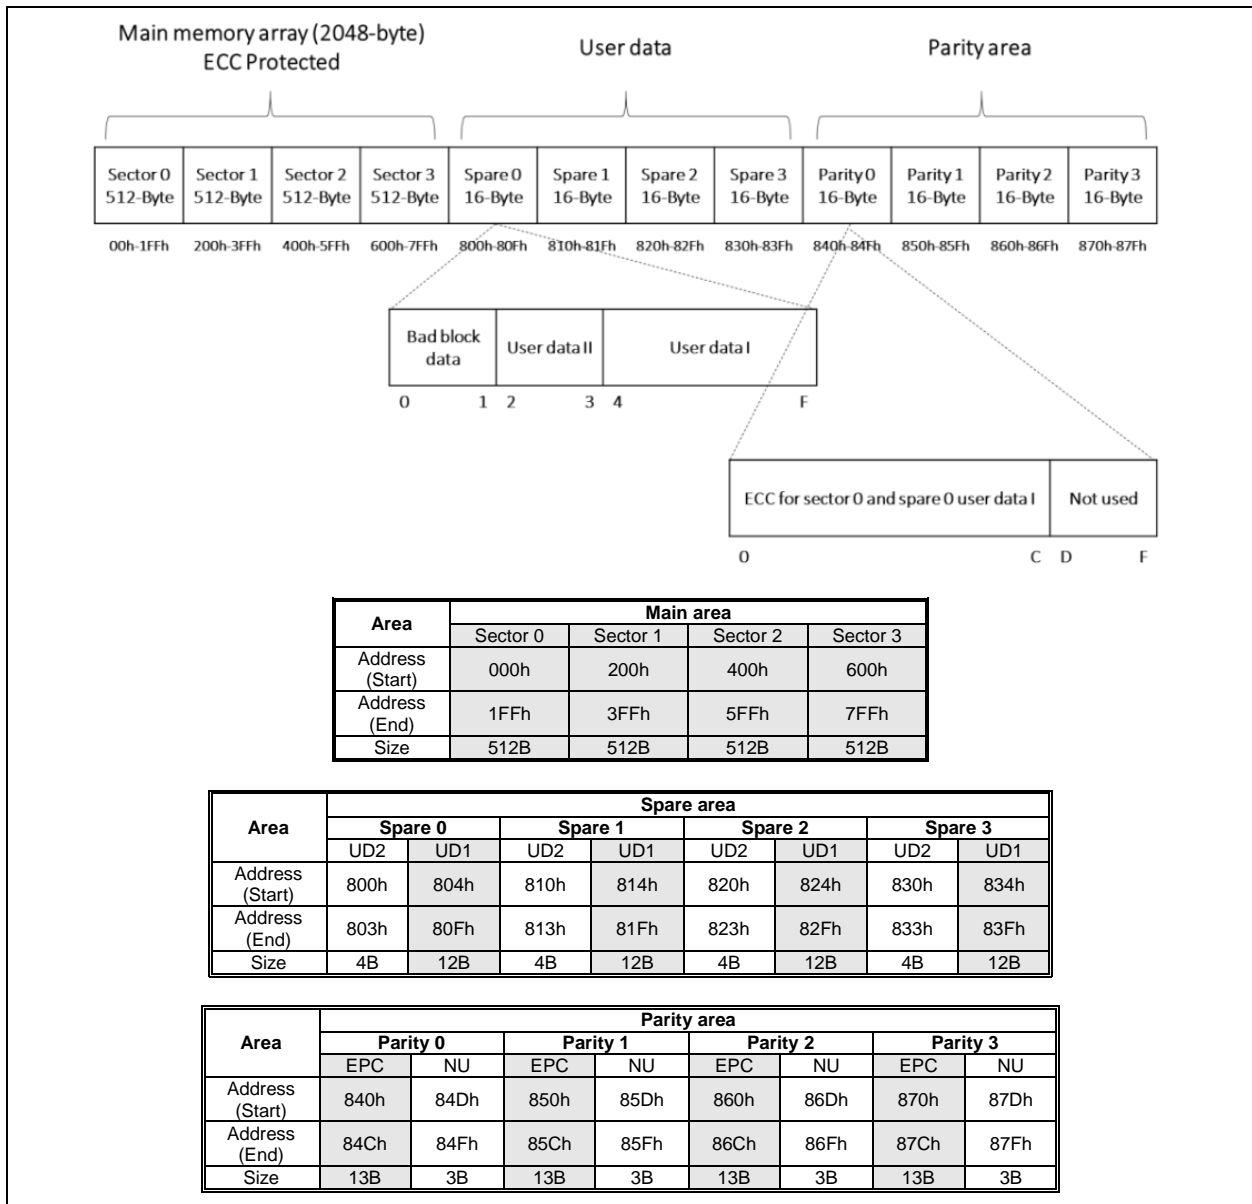 Main memory array (2048-byte)
ECC Protected
User data
Parity area
Sector 0 Sector 1 Sector 2 Sector 3 Spare 0 Spare 1 Spare 2 Spare 3 Parity 0 Parity 1 Parity 2 Parity 3
512-Byte 512-Byte 512-Byte 512-Byte 16-Byte 16-Byte 16-Byte 16-Byte 16-Byte 16-Byte 16-Byte 16-Byte
00h-1FFh 200h-3FFh 400h-5FFh 600h-7FFh 800h-80Fh 810h-81Fh 820h-82Fh 830h-83Fh 840h-84Fh 850h-85Fh 860h-86Fh 870h-87Fh
Bad block
data
User data II
User data I
0 1 2 3 4 F
ECC for sector 0 and spare 0 user data I Not used
0 C D F
Area
Main area
Sector 0 Sector 1 Sector 2 Sector 3
Address
(Start)
000h 200h 400h 600h
Address
(End)
1FFh 3FFh 5FFh 7FFh
Size 512B 512B 512B 512B
Area
Spare area
Spare 0 Spare 1 Spare 2 Spare 3
UD2 UD1 UD2 UD1 UD2 UD1 UD2 UD1
Address
(Start)
800h 804h 810h 814h 820h 824h 830h 834h
Address
(End)
803h 80Fh 813h 81Fh 823h 82Fh 833h 83Fh
Size 4B 12B 4B 12B 4B 12B 4B 12B
Area
Parity area
Parity 0 Parity 1 Parity 2 Parity 3
EPC NU EPC NU EPC NU EPC NU
Address
(Start)
840h 84Dh 850h 85Dh 860h 86Dh 870h 87Dh
Address
(End)
84Ch 84Fh 85Ch 85Fh 86Ch 86Fh 87Ch 87Fh
Size 13B 3B 13B 3B 13B 3B 13B 3B